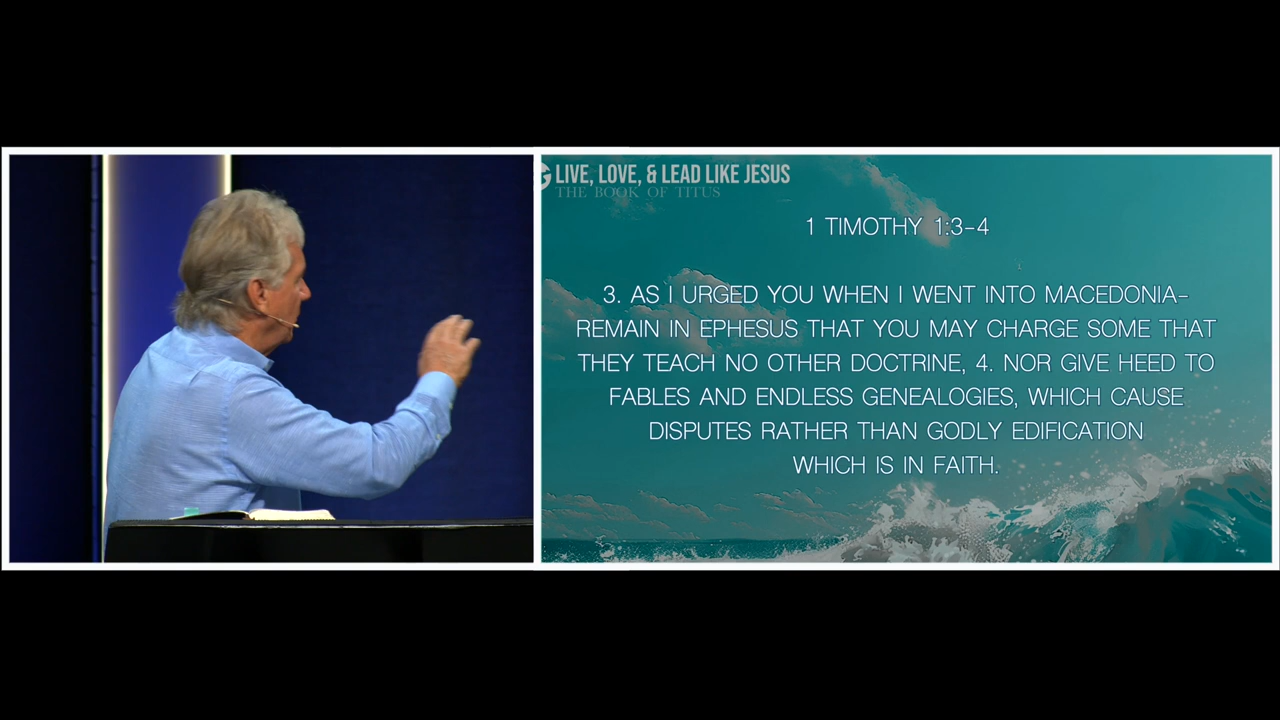 LIVE, LOVE, & LEAD LIKE JESUS
THE BOOK OF TITUS
1 TIMOTHY 1:3-4
3. AS I URGED YOU WHEN I WENT INTO MACEDONIA-
REMAIN IN EPHESUS THAT YOU MAY CHARGE SOME THAT
THEY TEACH NO OTHER DOCTRINE, 4. NOR GIVE HEED TO
FABLES AND ENDLESS GENEALOGIES, WHICH CAUSE
DISPUTES RATHER THAN GODLY EDIFICATION
WHICH IS IN FAITH.